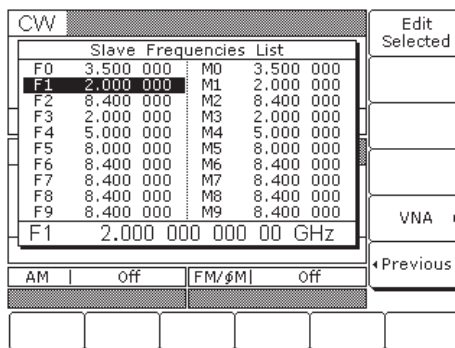 CW
Slave Frequencies List
F0 3.500 000 M0 3.500 000
F1 2.000 000 M1 2.000 000
F2 8.400 000 M2 8.400 000
F3 2.000 000 M3 2.000 000
F4 5.000 000 M4 5.000 000
F5 8.000 000 M5 8.000 000
F6 8.400 000 M6 8.400 000
F7 8.400 000 M7 8.400 000
F8 8.400 000 M8 8.400 000
F9 8.400 000 M9 8.400 000
F1 2.000 000 000 00 GHz
AM | Off FM/ϕM| Off
Edit
Selected
VNA
Previous